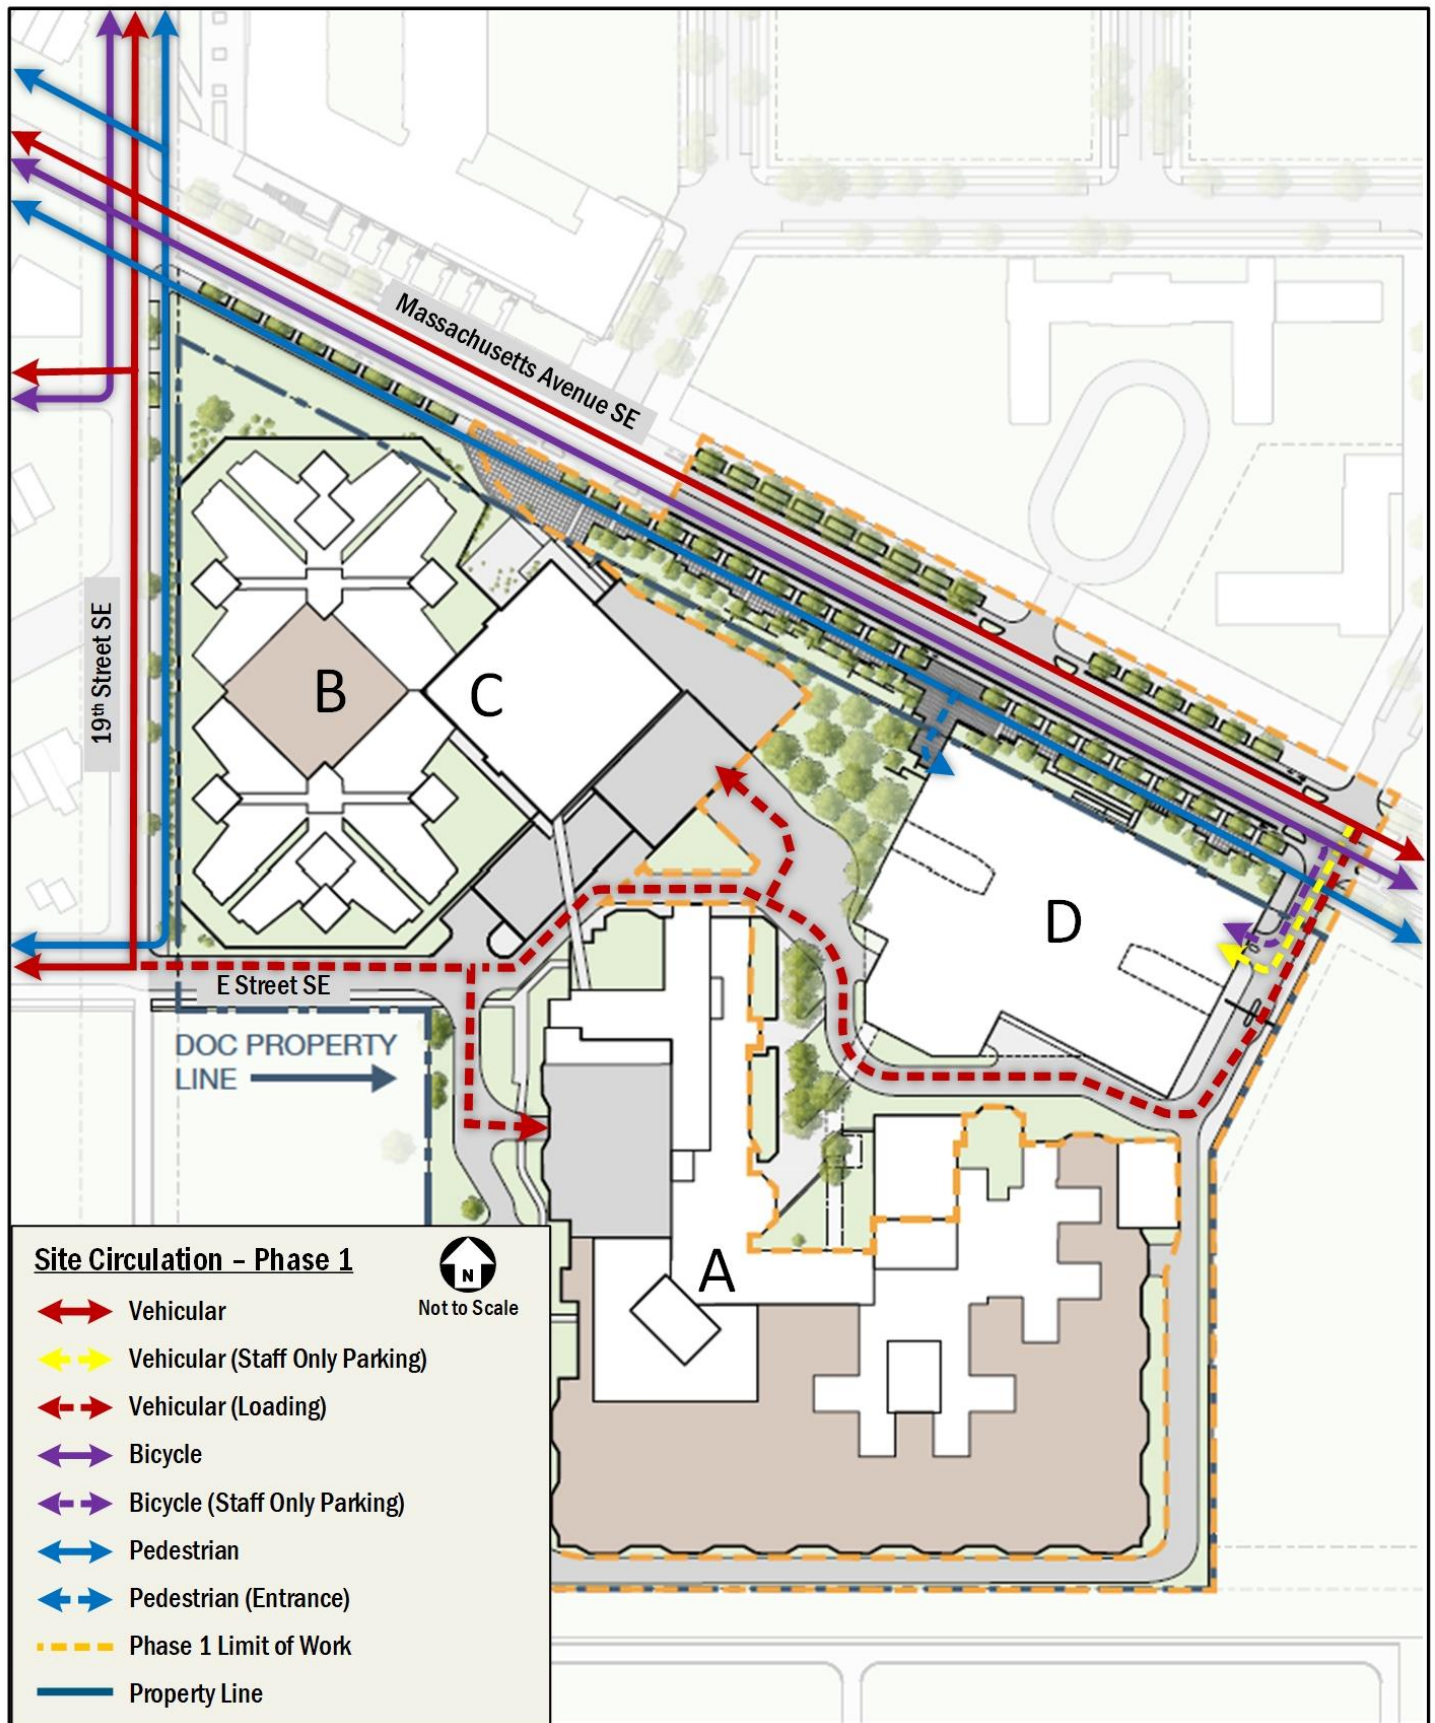 Massachusetts Avenue SE
19th Street SE
B
C
D
E Street SE
DOC PROPERTY
LINE
A
Site Circulation – Phase 1
N
Not to Scale
Vehicular
Vehicular (Staff Only Parking)
Vehicular (Loading)
Bicycle
Bicycle (Staff Only Parking)
Pedestrian
Pedestrian (Entrance)
Phase 1 Limit of Work
Property Line